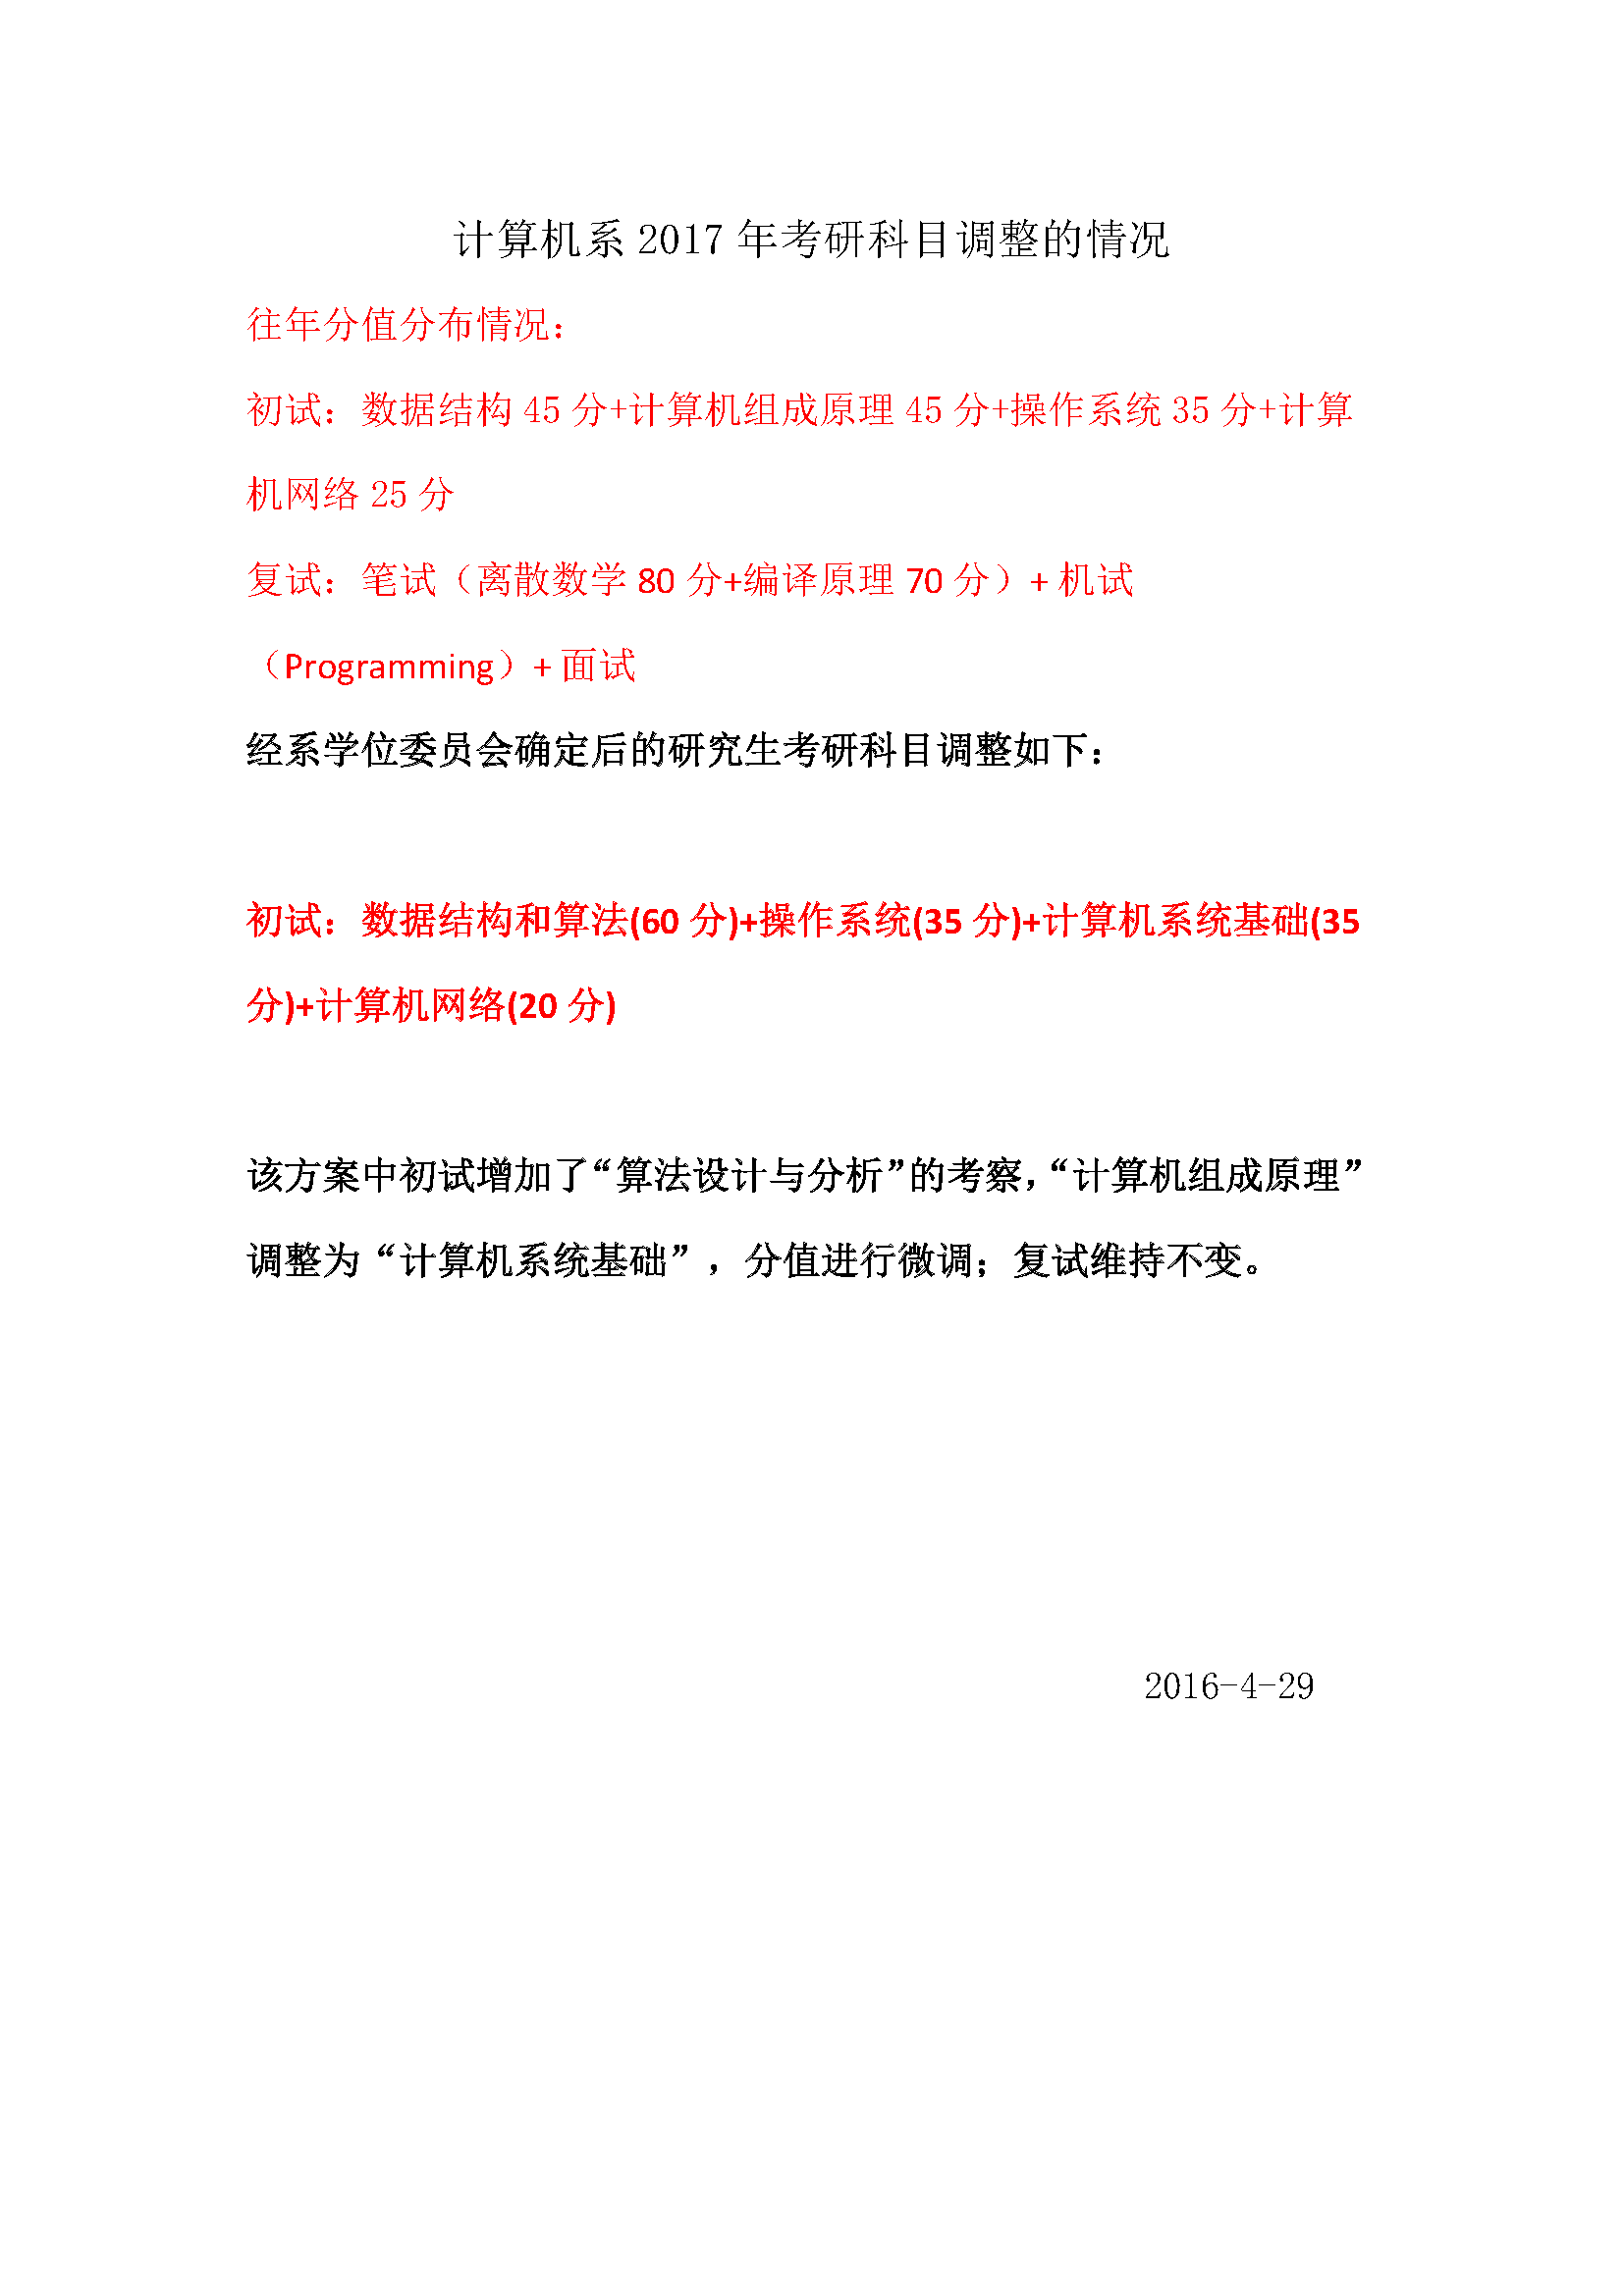 计算机系 2017 年考研科目调整的情况
往年分值分布情况：
初试：数据结构 45 分+计算机组成原理 45 分+操作系统 35 分+计算
机网络 25 分
复试：笔试（离散数学 80 分+编译原理 70 分）+ 机试
（Programming）+ 面试
经系学位委员会确定后的研究生考研科目调整如下：
初试：数据结构和算法(60 分)+操作系统(35 分)+计算机系统基础(35
分)+计算机网络(20 分)
该方案中初试增加了“算法设计与分析”的考察，“计算机组成原理”
调整为“计算机系统基础”，分值进行微调；复试维持不变。
2016-4-29